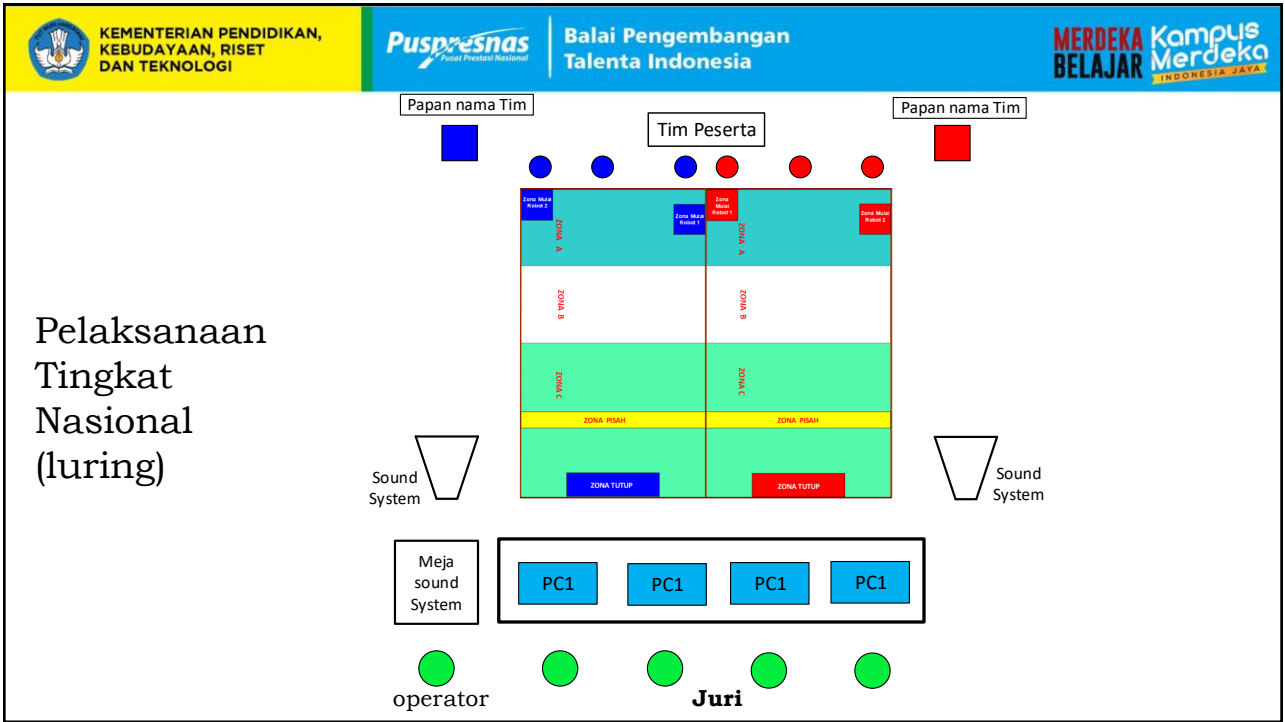 KEMENTERIAN PENDIDIKAN,
KEBUDAYAAN, RISET
DAN TEKNOLOGI
Puspresnas
Pusat Prestasi Nasional
Balai Pengembangan
Talenta Indonesia
MERDEKA
BELAJAR
Kampus
Merdeka
INDONESIA JAYA
Papan nama Tim
Tim Peserta
Papan nama Tim
Zona Mulai
Robot 2
Zona Mulai
Robot 1
Zona
Mulai
Robot 1
Zona Mulai
Robot 2
ZONA A
ZONA A
ZONA B
ZONA B
ZONA C
ZONA C
ZONA PISAH
ZONA PISAH
ZONA TUTUP
ZONA TUTUP
Pelaksanaan
Tingkat
Nasional
(luring)
Sound
System
Sound
System
Meja
sound
System
PC1
PC1
PC1
PC1
operator
Juri